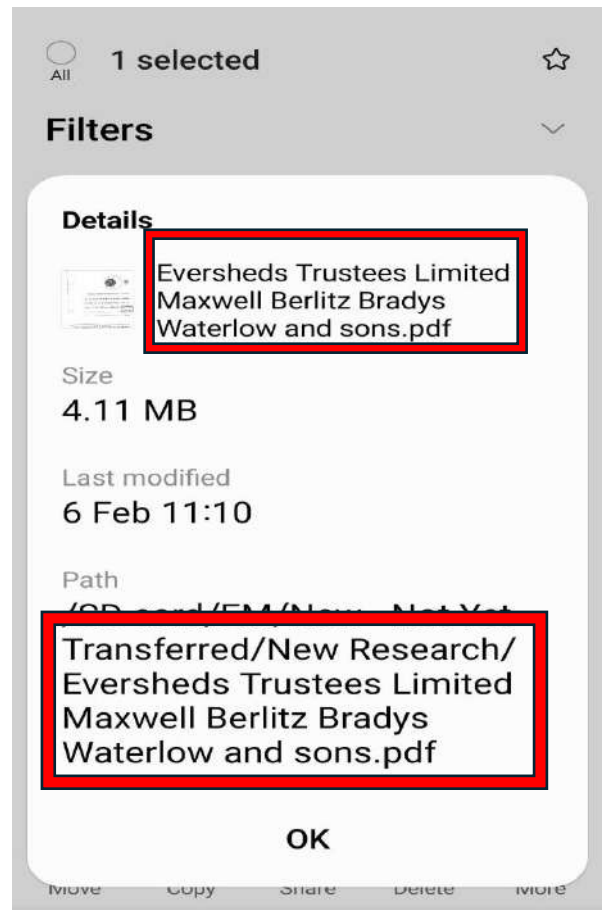 All
1 selected
Filters
Details
Eversheds Trustees Limited
Maxwell Berlitz Bradys
Waterlow and sons.pdf
Size
4.11 MB
Last modified
6 Feb 11:10
Path
Transferred/New Research/
Eversheds Trustees Limited
Maxwell Berlitz Bradys
Waterlow and sons.pdf
OK
Move Copy Share Delete More